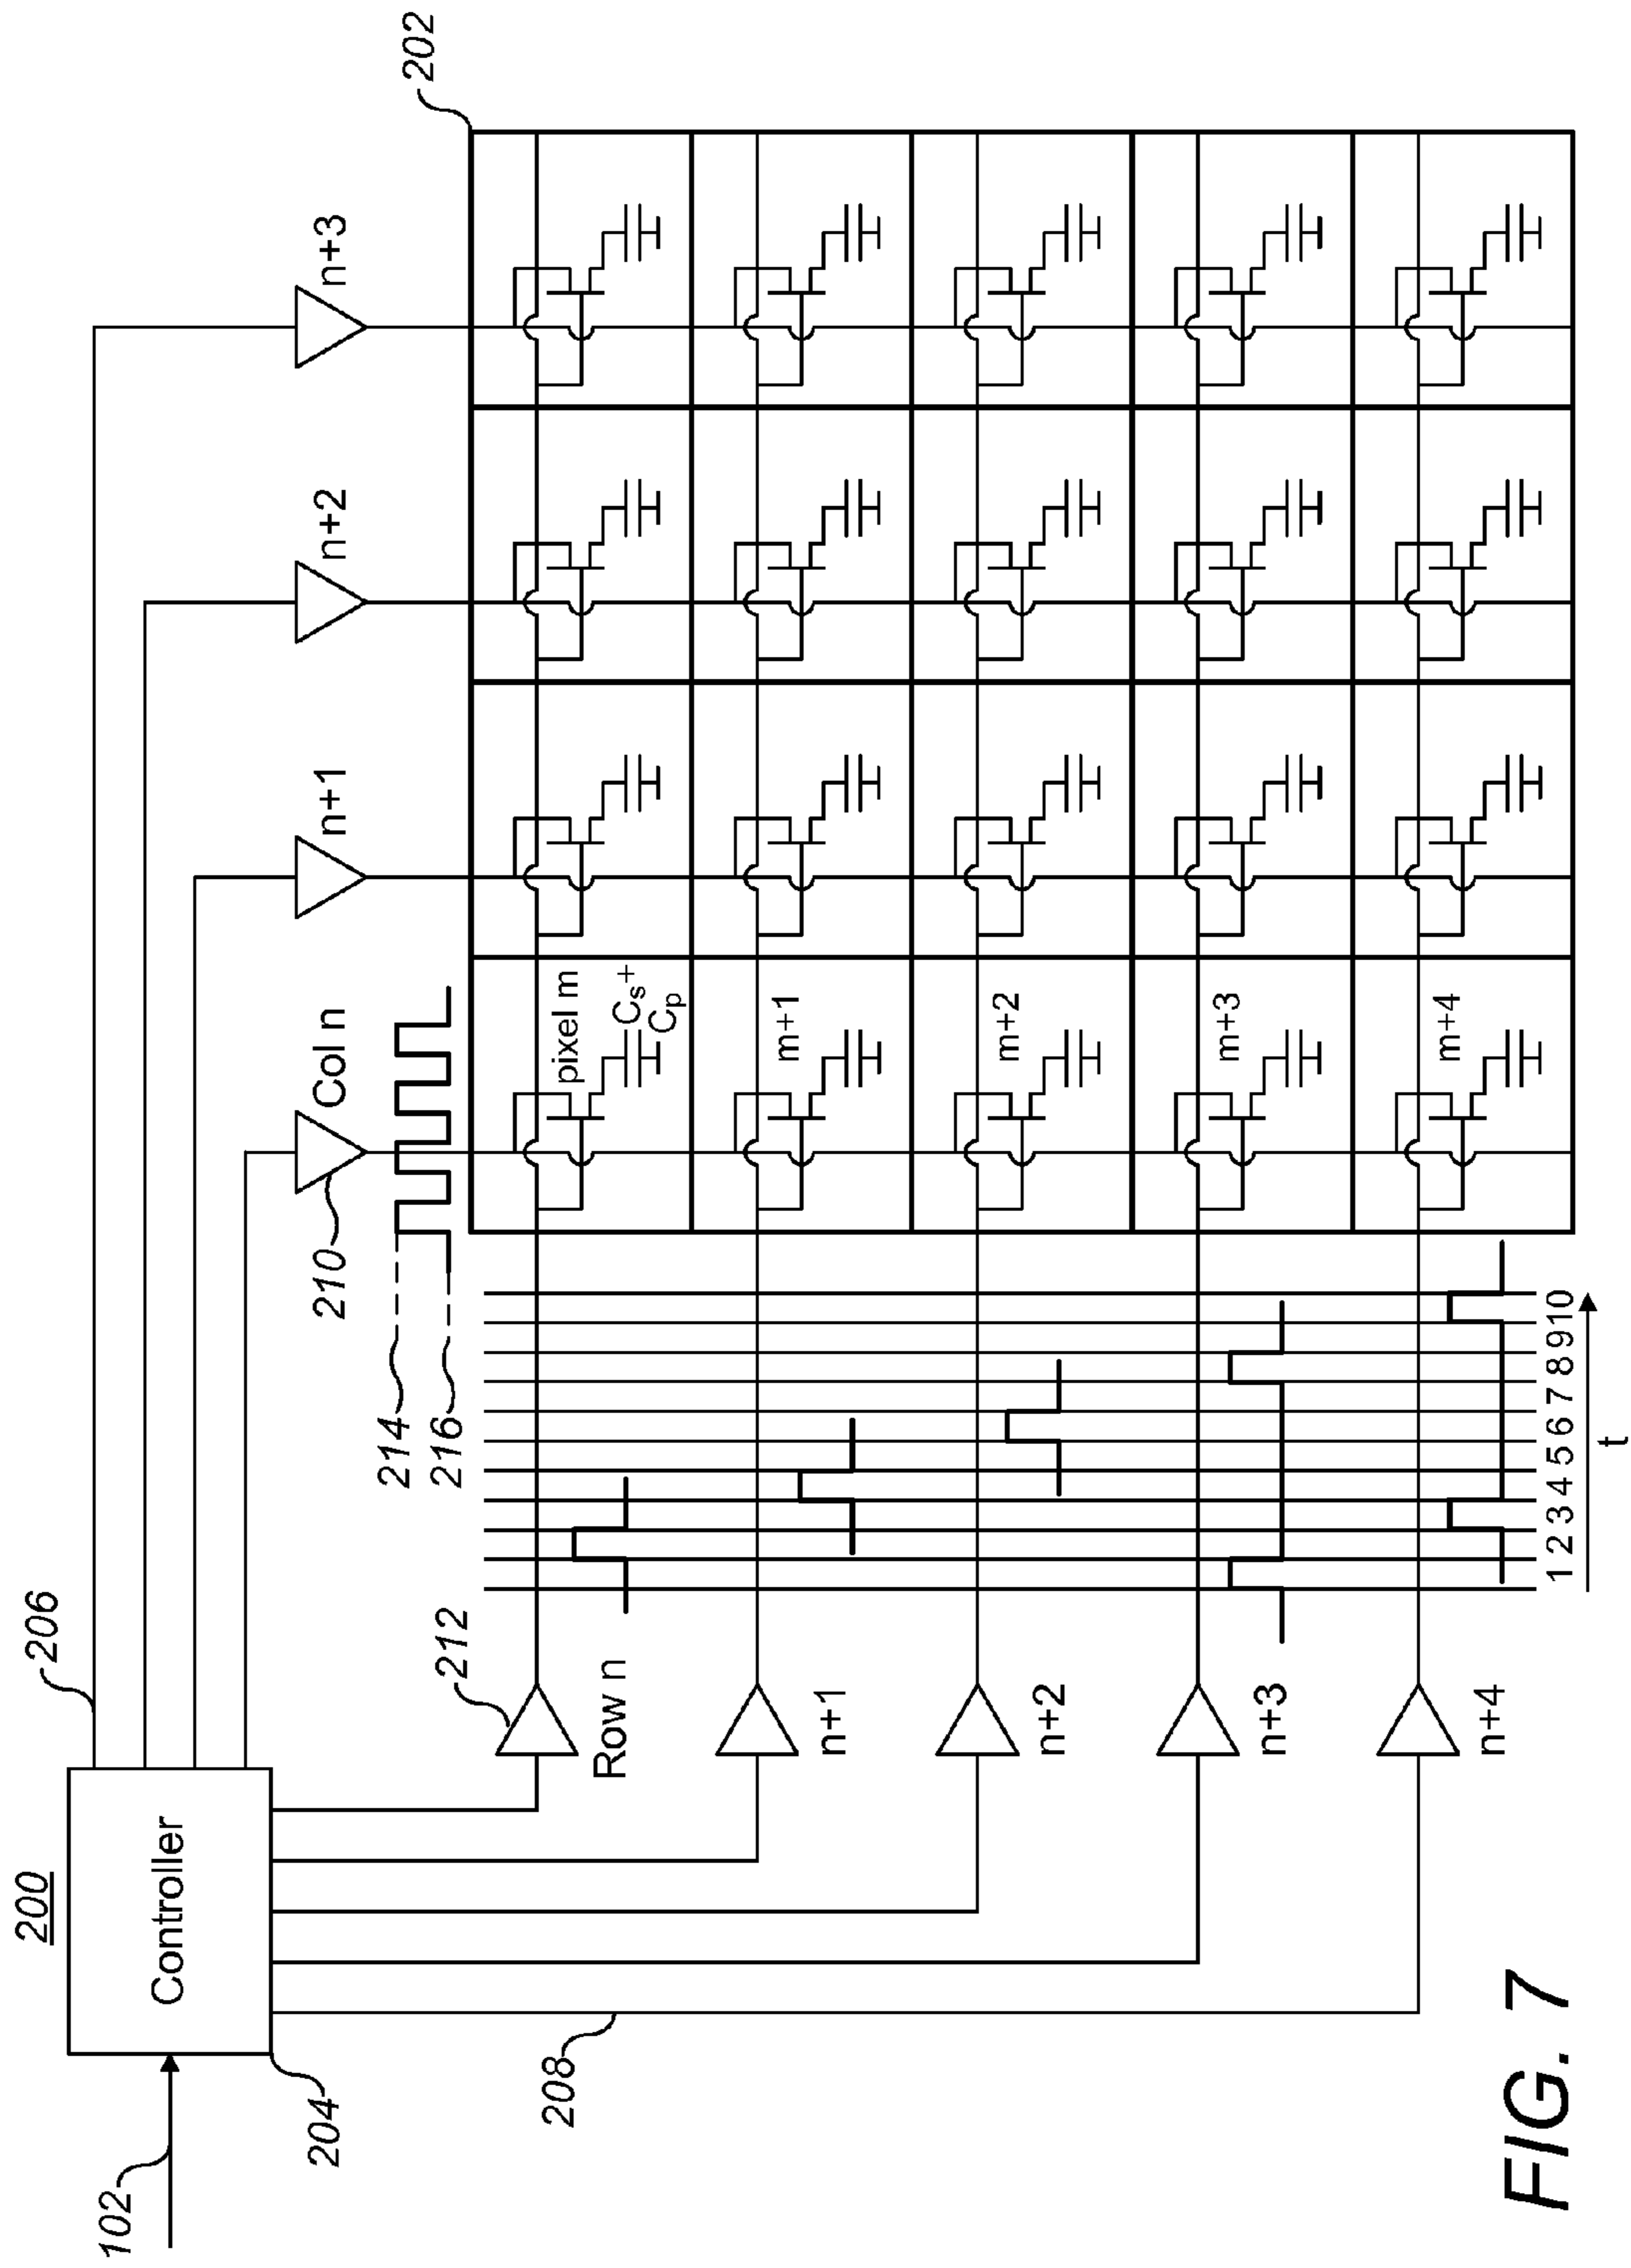 200
Controller
102
204
206
208
210
212
214
216
202
Col n
n+1
n+2
n+3
Row n
n+1
n+2
n+3
n+4
pixel m
Cs+
Cp
m+1
m+2
m+3
m+4
1 2 3 4 5 6 7 8 9 10
t
FIG. 7